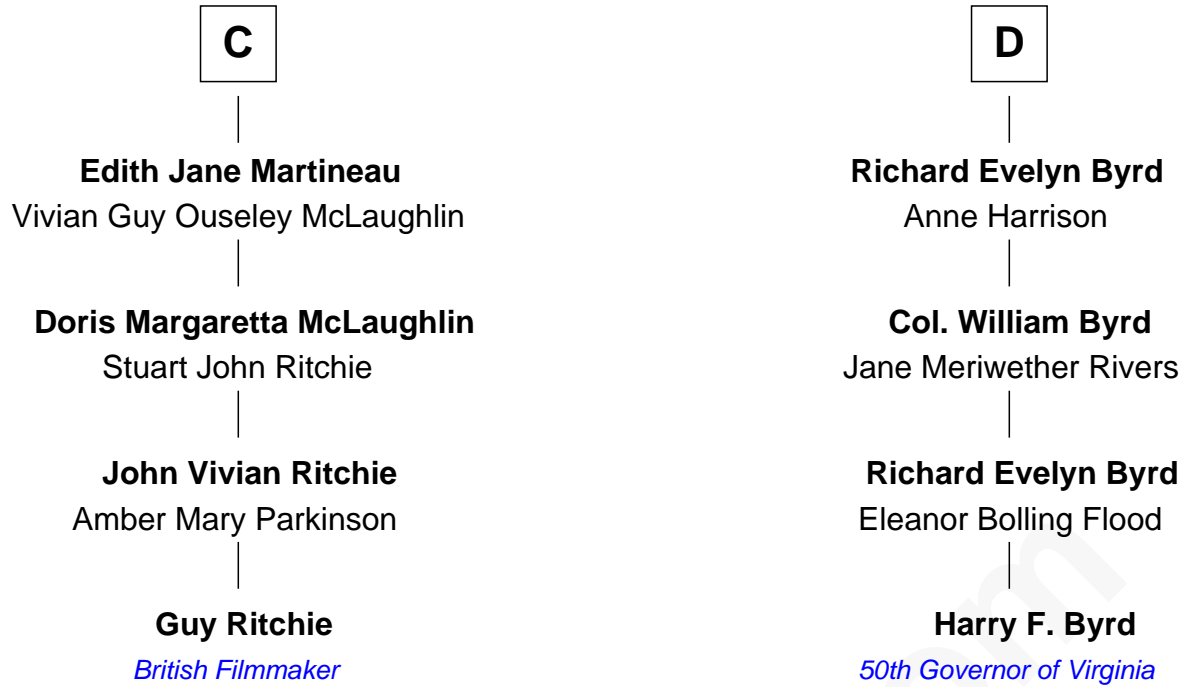 C
Edith Jane Martineau
Vivian Guy Ouseley McLaughlin
Doris Margaretta McLaughlin
Stuart John Ritchie
John Vivian Ritchie
Amber Mary Parkinson
Guy Ritchie
British Filmmaker
D
Richard Evelyn Byrd
Anne Harrison
Col. William Byrd
Jane Meriwether Rivers
Richard Evelyn Byrd
Eleanor Bolling Flood
Harry F. Byrd
50th Governor of Virginia